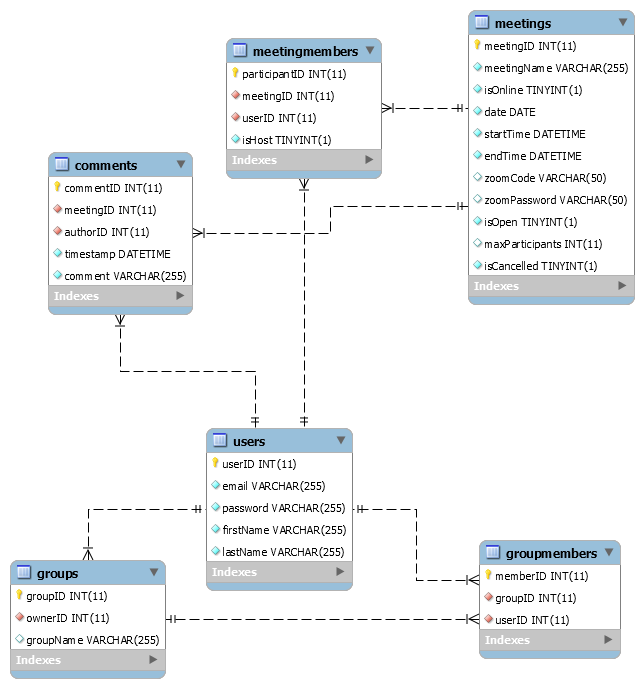 meetings
meetingID INT(11)
meetingName VARCHAR(255)
isOnline TINYINT(1)
date DATE
startTime DATETIME
endTime DATETIME
zoomCode VARCHAR(50)
zoomPassword VARCHAR(50)
isOpen TINYINT(1)
maxParticipants INT(11)
isCancelled TINYINT(1)
Indexes
meetingmembers
participantID INT(11)
meetingID INT(11)
userID INT(11)
isHost TINYINT(1)
Indexes
comments
commentID INT(11)
meetingID INT(11)
authorID INT(11)
timestamp DATETIME
comment VARCHAR(255)
Indexes
users
userID INT(11)
email VARCHAR(255)
password VARCHAR(255)
firstName VARCHAR(255)
lastName VARCHAR(255)
Indexes
groups
groupID INT(11)
ownerID INT(11)
groupName VARCHAR(255)
Indexes
groupmembers
memberID INT(11)
groupID INT(11)
userID INT(11)
Indexes